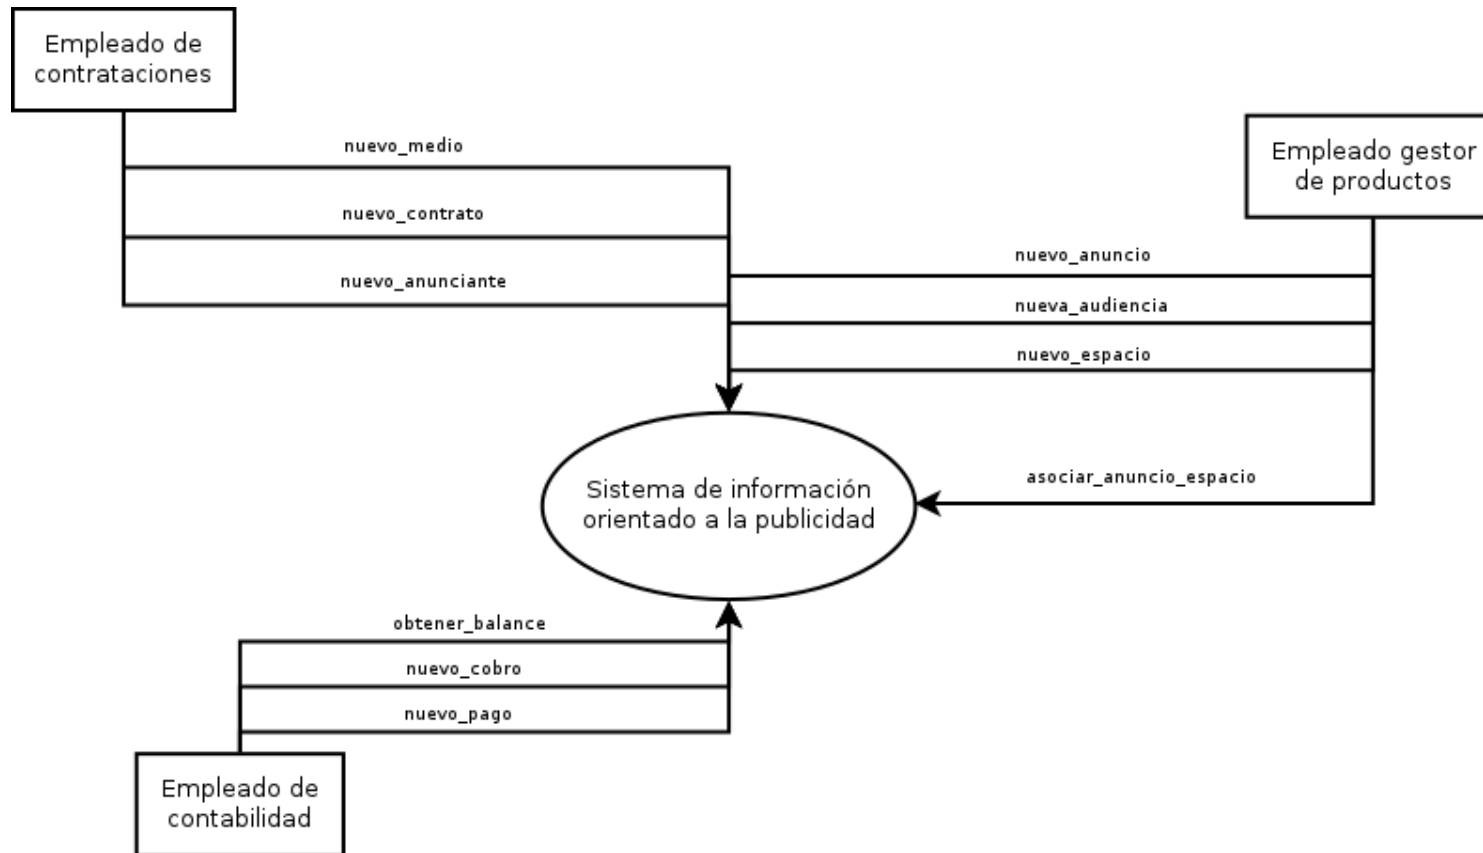 Empleado de
contrataciones
nuevo_medio
nuevo_contrato
nuevo_anunciante
Empleado gestor
de productos
nuevo_anuncio
nueva_audiencia
nuevo_espacio
asociar_anuncio_espacio
Sistema de información
orientado a la publicidad
obtener_balance
nuevo_cobro
nuevo_pago
Empleado de
contabilidad